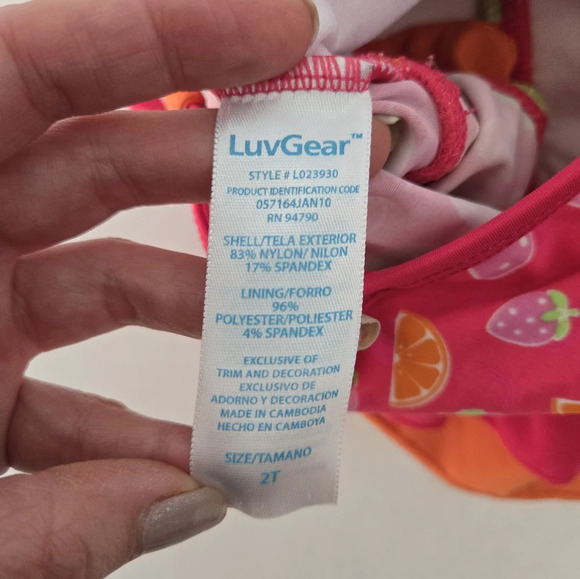 LuvGear™
STYLE # L023930
PRODUCT IDENTIFICATION CODE
057164JAN10
RN 94790
SHELL/TELA EXTERIOR
83% NYLON/ NILON
17% SPANDEX
LINING/FORRO
96%
POLYESTER/POLIESTER
4% SPANDEX
EXCLUSIVE OF
TRIM AND DECORATION
EXCLUSIVO DE
ADORNO Y DECORACION
MADE IN CAMBODIA
HECHO EN CAMBOYA
SIZE/TAMANO
2T